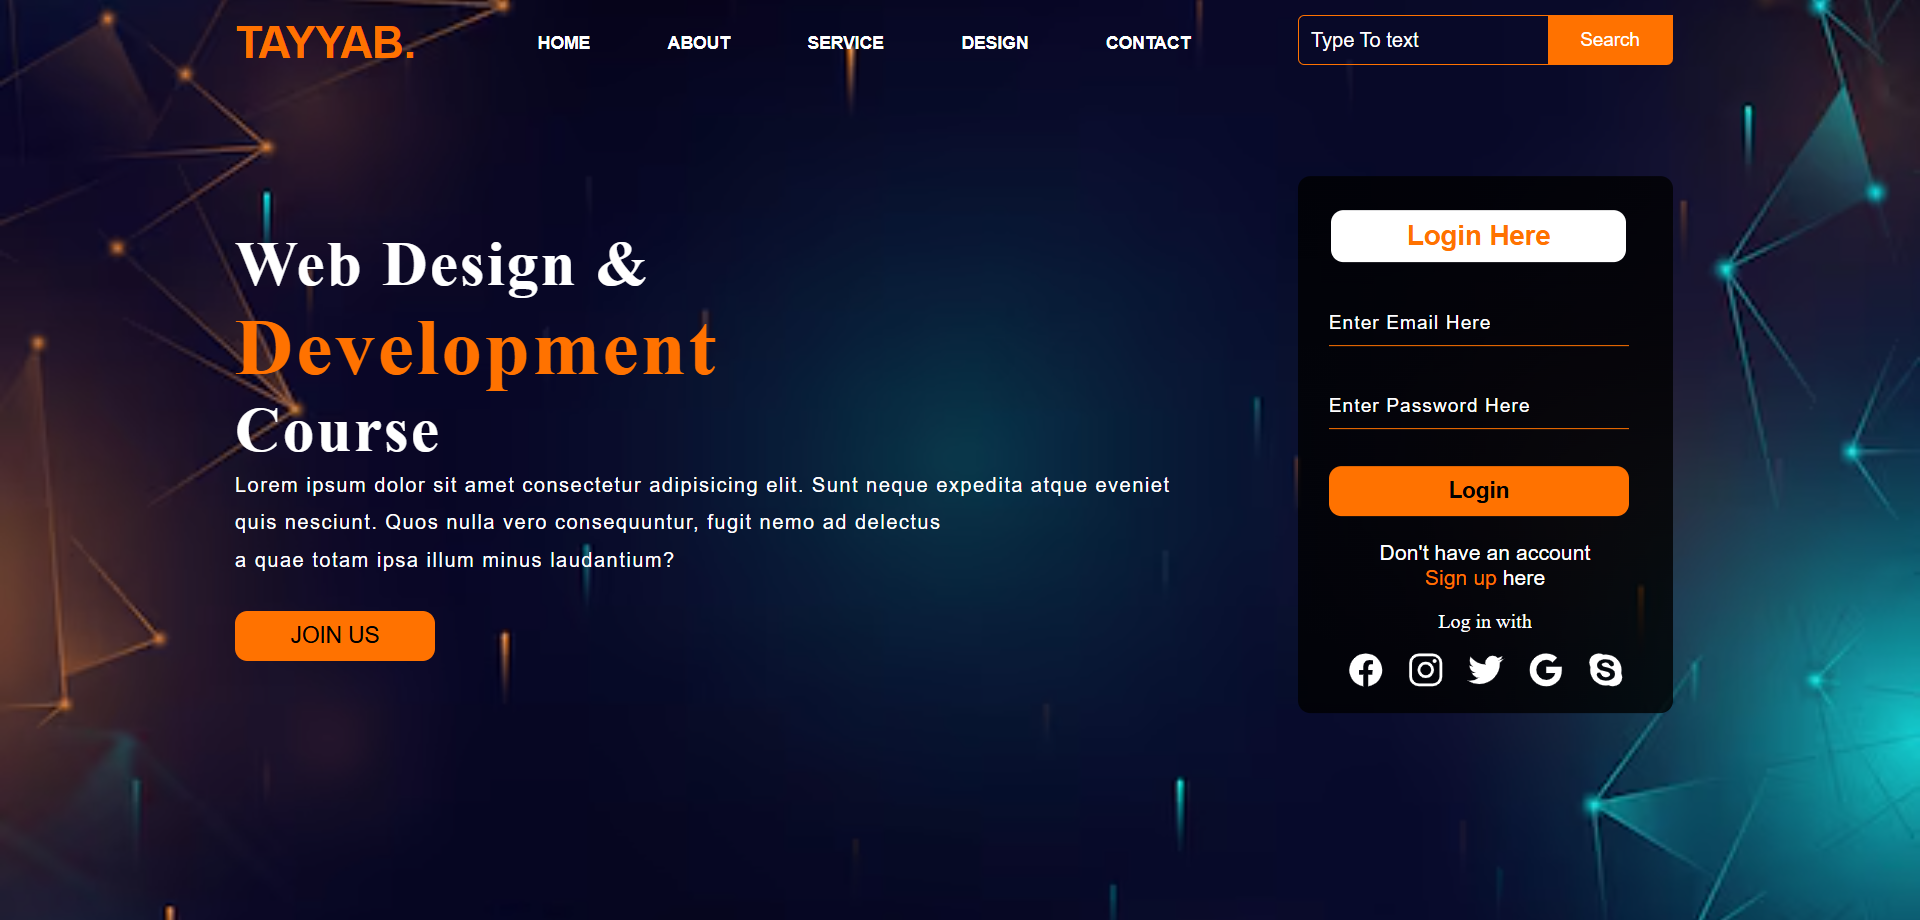 TAYYAB.
HOME
ABOUT
SERVICE
DESIGN
CONTACT
Type To text
Search
Web Design &
Development
Course
Lorem ipsum dolor sit amet consectetur adipisicing elit. Sunt neque expedita atque eveniet
quis nesciunt. Quos nulla vero consequuntur, fugit nemo ad delectus
a quae totam ipsa illum minus laudantium?
JOIN US
Login Here
Enter Email Here
Enter Password Here
Login
Don't have an account
Sign up here
Log in with